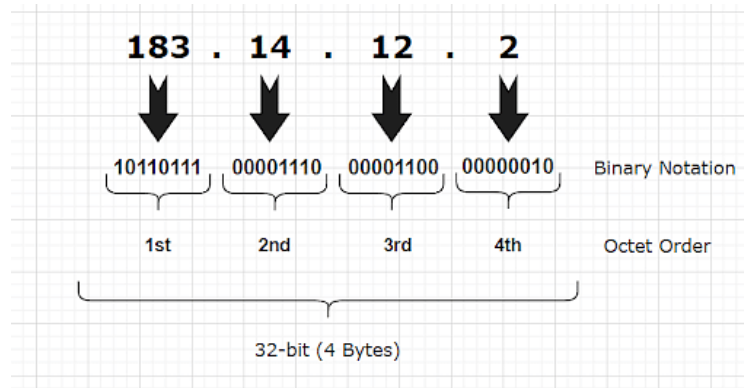 183 . 14 . 12 . 2
10110111 00001110 00001100 00000010 Binary Notation
1st 2nd 3rd 4th Octet Order
32-bit (4 Bytes)